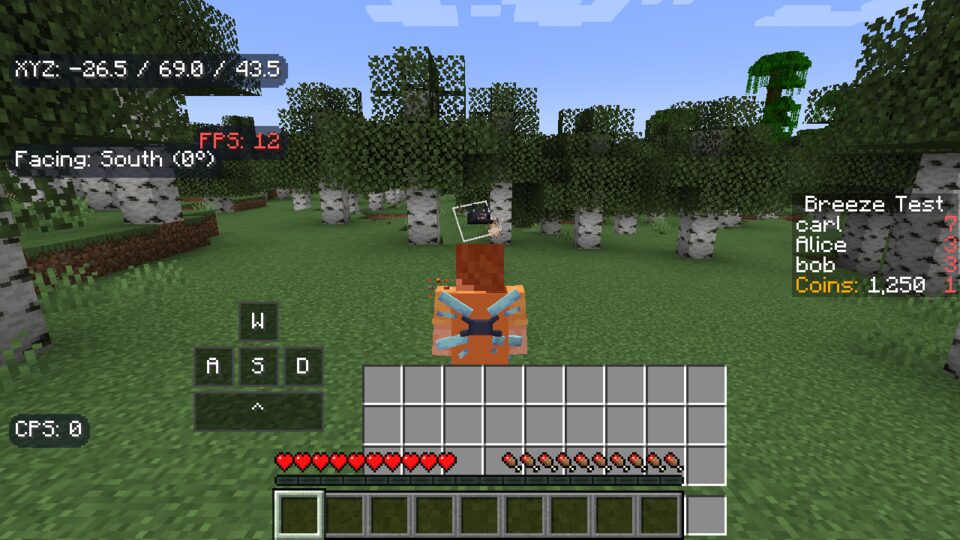 XYZ: -26.5 / 69.0 / 43.5
FPS: 12
Facing: South (0°)
Breeze Test
carl 7
Alice 3
bob 3
Coins: 1,250 1
W
A S D
^
CPS: 0